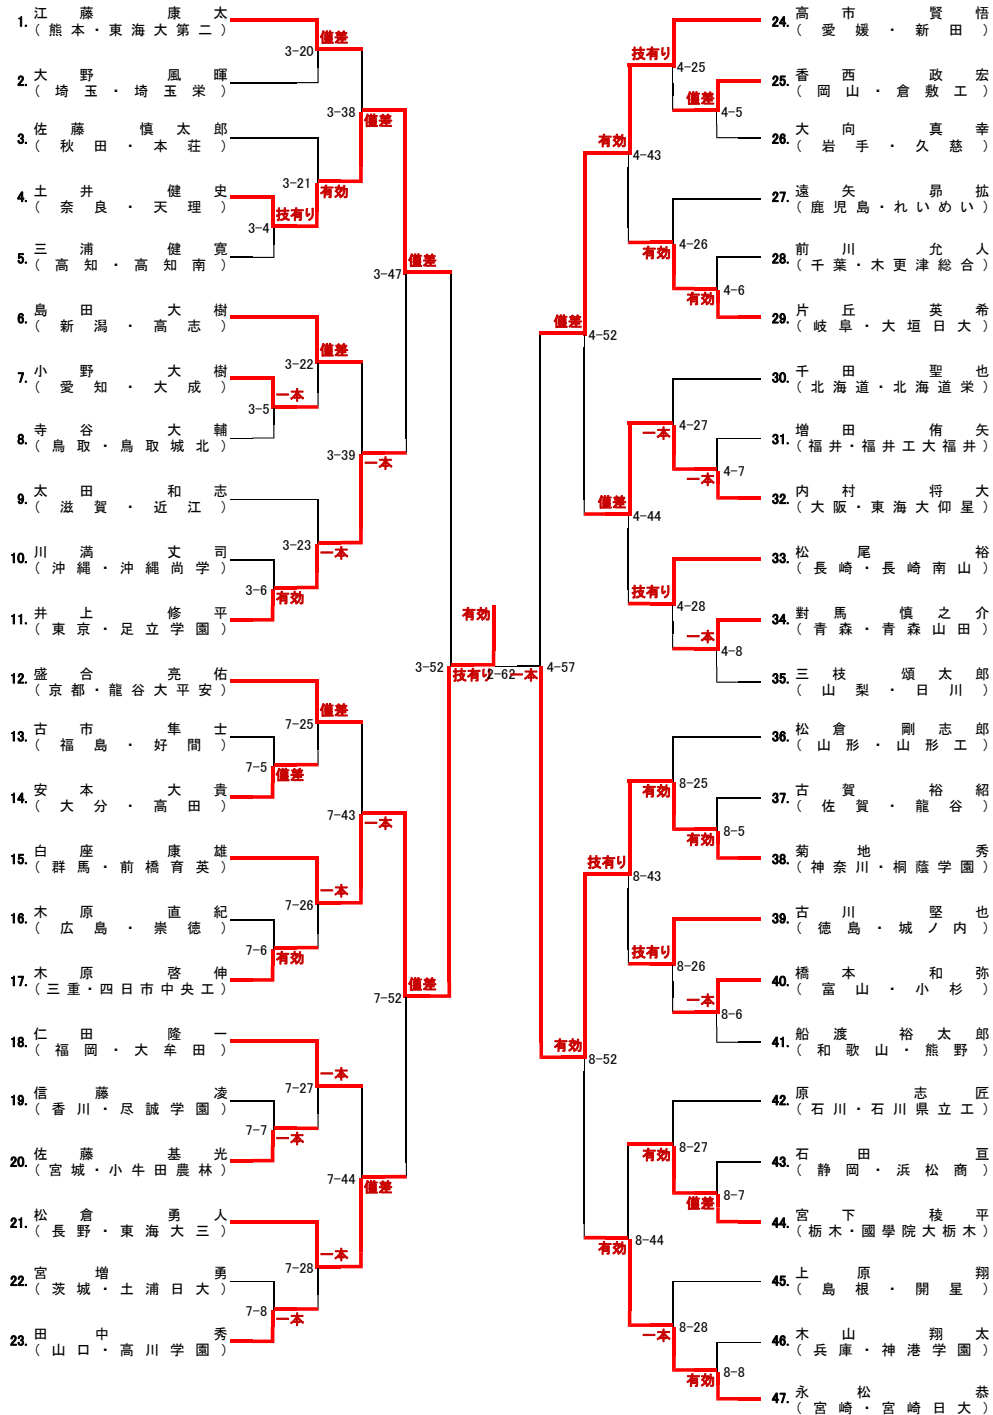 1. 江藤 康太
(熊本・東海大第二)
2. 大野 風暉
(埼玉・埼玉栄)
3. 佐藤 慎太郎
(秋田・本荘)
4. 土井 健史
(奈良・天理)
5. 三浦 健寛
(高知・高知南)
6. 島田 大樹
(新潟・高志)
7. 小野 大樹
(愛知・大成)
8. 寺谷 大輔
(鳥取・鳥取城北)
9. 太田 和志
(滋賀・近江)
10. 川満 丈司
(沖縄・沖縄尚学)
11. 井上 修平
(東京・足立学園)
12. 盛合 亮佑
(京都・龍谷大平安)
13. 古市 隼士
(福島・好間)
14. 安本 大貴
(大分・高田)
15. 白座 康雄
(群馬・前橋育英)
16. 木原 直紀
(広島・崇徳)
17. 木原 啓伸
(三重・四日市中央工)
18. 仁田 隆一
(福岡・大牟田)
19. 信藤 凌
(香川・尽誠学園)
20. 佐藤 基光
(宮城・小牛田農林)
21. 松倉 勇人
(長野・東海大三)
22. 宮増 勇
(茨城・土浦日大)
23. 田中 秀
(山口・高川学園)
3-20 僅差
3-38 僅差
3-21 有効
3-4 技有り
3-47 僅差
3-22 僅差
3-5 一本
3-39 一本
3-23 一本
3-6 有効
3-52 技有り
7-25 僅差
7-5 僅差
7-43 一本
7-26 一本
7-6 有効
7-52 僅差
7-27 一本
7-7 一本
7-44 僅差
7-28 一本
7-8 一本
有効
2-62
一本 4-57
技有り 4-25
僅差 4-5
有効 4-43
有効 4-26
有効 4-6
僅差 4-52
一本 4-27
一本 4-7
僅差 4-44
技有り 4-28
一本 4-8
有効 8-25
有効 8-5
技有り 8-43
技有り 8-26
一本 8-6
有効 8-52
有効 8-27
僅差 8-7
有効 8-44
一本 8-28
有効 8-8
24. 高市 賢悟
(愛媛・新田)
25. 香西 政宏
(岡山・倉敷工)
26. 大向 真幸
(岩手・久慈)
27. 遠矢 昴拡
(鹿児島・れいめい)
28. 前川 允人
(千葉・木更津総合)
29. 片丘 英希
(岐阜・大垣日大)
30. 千田 聖也
(北海道・北海道栄)
31. 増田 侑矢
(福井・福井工大福井)
32. 内村 将大
(大阪・東海大仰星)
33. 松尾 裕
(長崎・長崎南山)
34. 對馬 慎之介
(青森・青森山田)
35. 三枝 頌太郎
(山梨・日川)
36. 松倉 剛志郎
(山形・山形工)
37. 古賀 裕紹
(佐賀・龍谷)
38. 菊地 秀
(神奈川・桐蔭学園)
39. 古川 堅也
(徳島・城ノ内)
40. 橋本 和弥
(富山・小杉)
41. 船渡 裕太郎
(和歌山・熊野)
42. 原 志匠
(石川・石川県立工)
43. 石田 亘
(静岡・浜松商)
44. 宮下 稜平
(栃木・國學院大栃木)
45. 上原 翔
(島根・開星)
46. 木山 翔太
(兵庫・神港学園)
47. 永松 恭
(宮崎・宮崎日大)